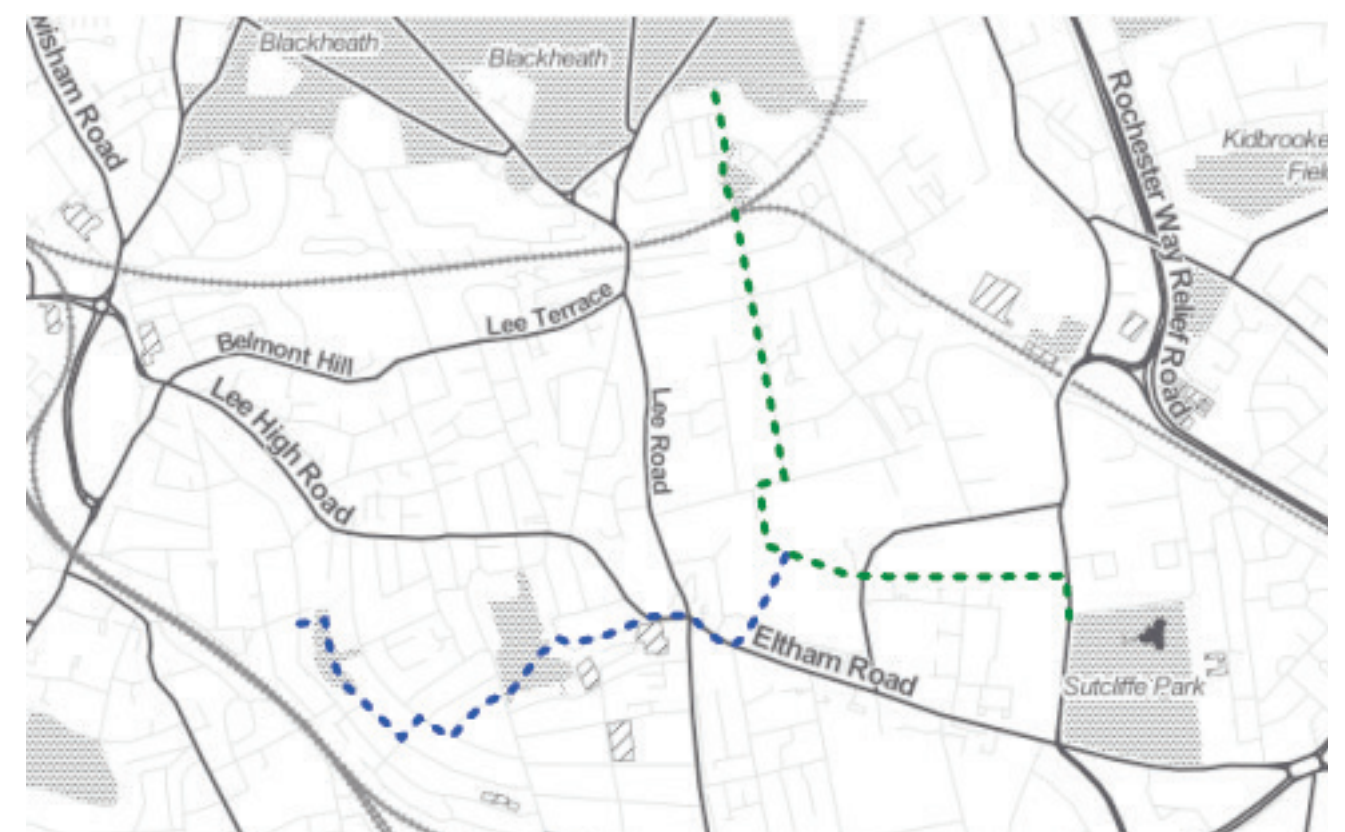 wisham Road
Blackheath
Blackheath
Rochester Way Relief Road
Kidbrooke
Fiel
Lee Terrace
Belmont Hill
Lee High Road
Lee Road
Eltham Road
Sutcliffe Park